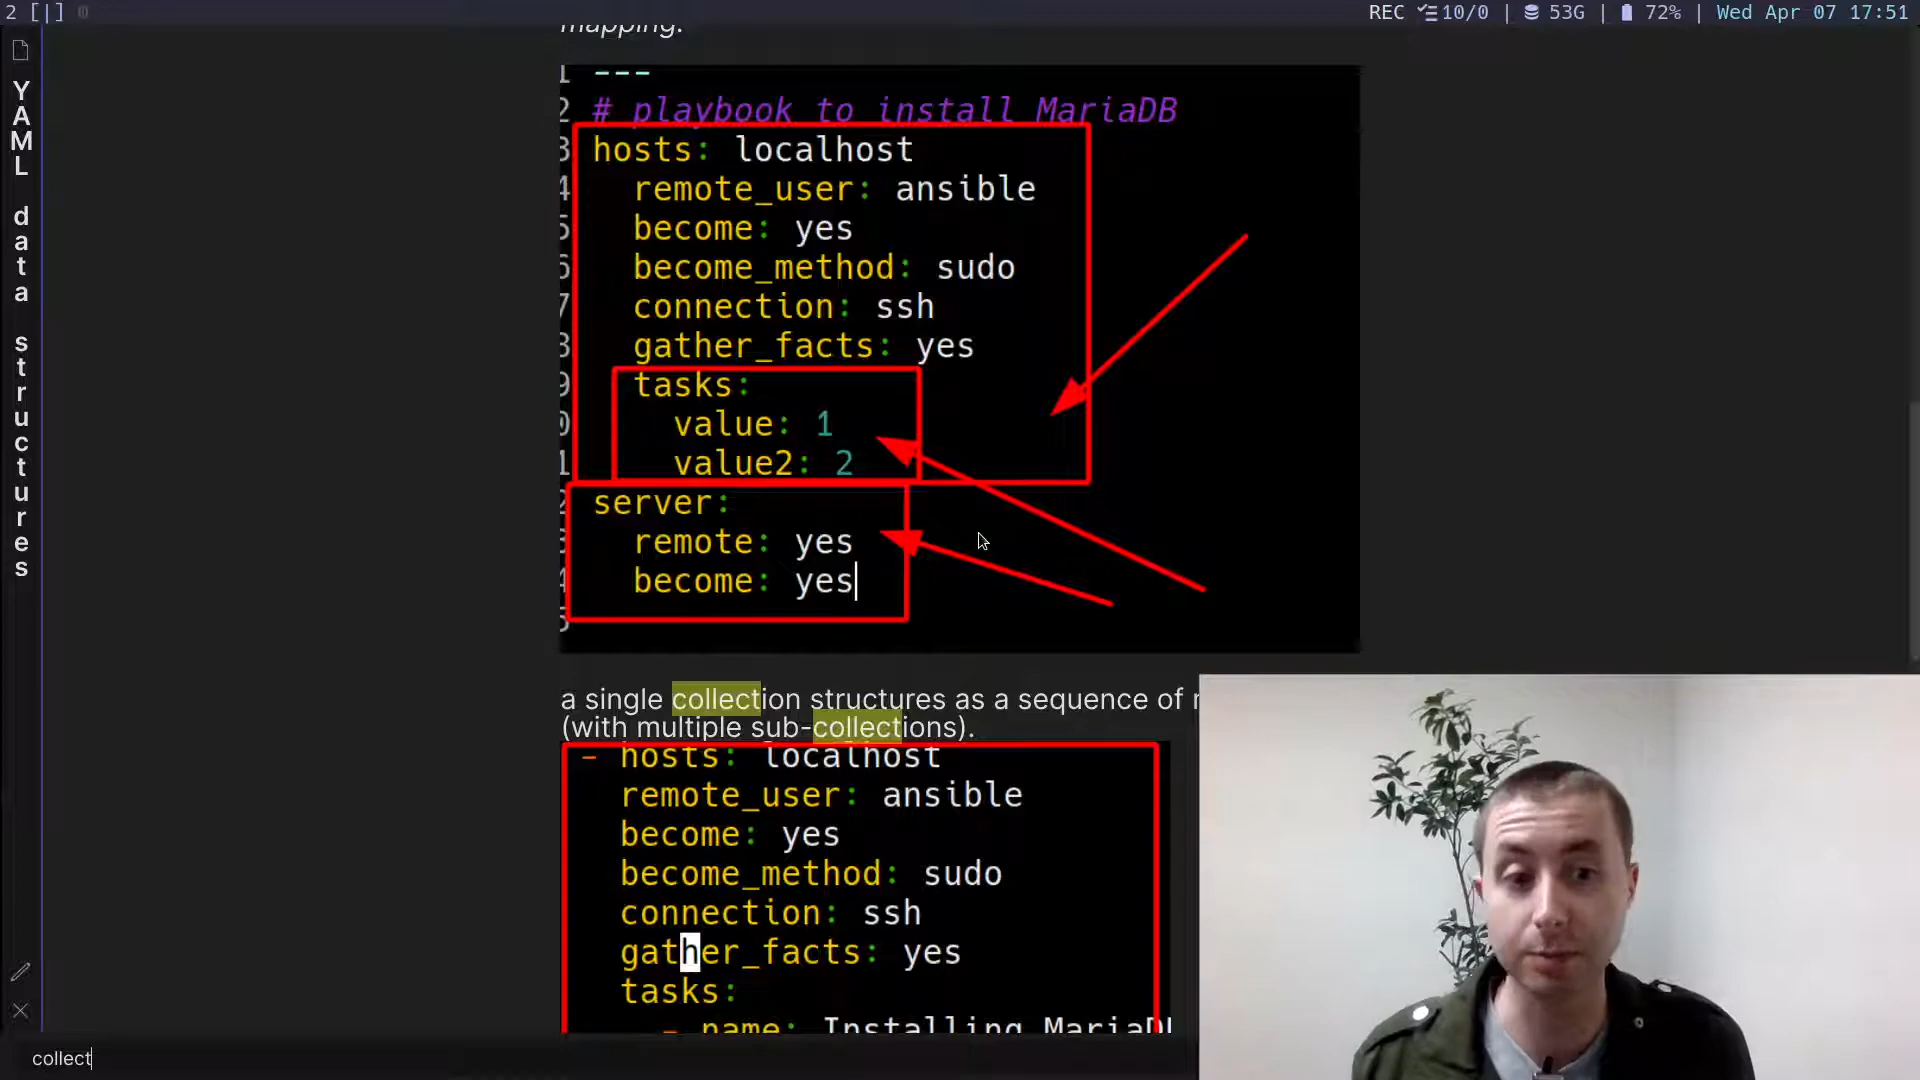 2 [|]
REC 10/0 | 53G | 72% | Wed Apr 07 17:51
YAML data structures
mapping.
1 ---
2 # playbook to install MariaDB
3 hosts: localhost
4 remote_user: ansible
5 become: yes
6 become_method: sudo
7 connection: ssh
8 gather_facts: yes
9 tasks:
0 value: 1
1 value2: 2
2 server:
3 remote: yes
4 become: yes
5
a single collection structures as a sequence of
(with multiple sub-collections).
- hosts: localhost
remote_user: ansible
become: yes
become_method: sudo
connection: ssh
gather_facts: yes
tasks:
- name: Installing MariaD
collect